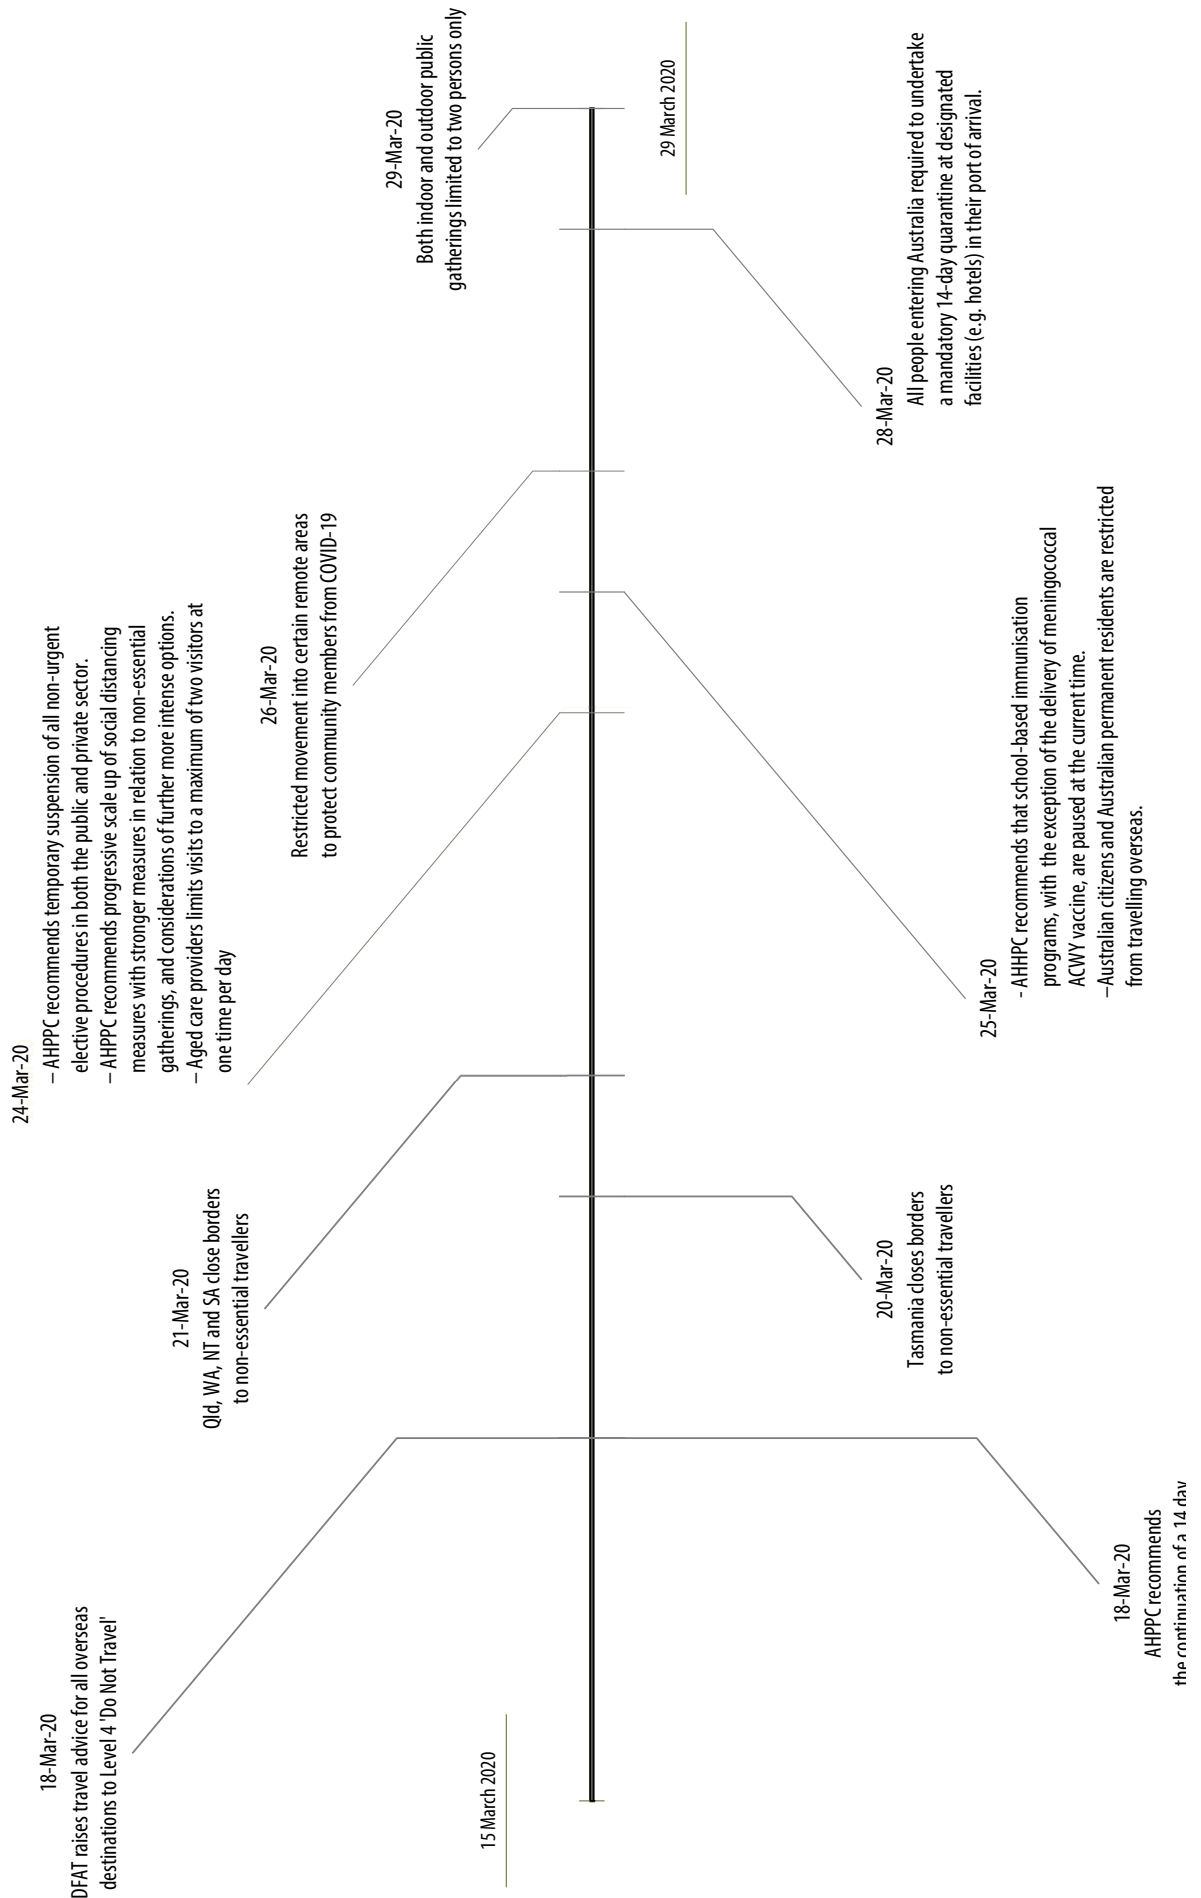 18-Mar-20
DFAT raises travel advice for all overseas
destinations to Level 4 'Do Not Travel'
21-Mar-20
Qld, WA, NT and SA close borders
to non-essential travellers
24-Mar-20
– AHPPC recommends temporary suspension of all non-urgent
elective procedures in both the public and private sector.
– AHPPC recommends progressive scale up of social distancing
measures with stronger measures in relation to non-essential
gatherings, and considerations of further more intense options.
– Aged care providers limits visits to a maximum of two visitors at
one time per day
26-Mar-20
Restricted movement into certain remote areas
to protect community members from COVID-19
29-Mar-20
Both indoor and outdoor public
gatherings limited to two persons only
15 March 2020
29 March 2020
18-Mar-20
AHPPC recommends
the continuation of a 14 day
20-Mar-20
Tasmania closes borders
to non-essential travellers
25-Mar-20
- AHHPC recommends that school-based immunisation
programs, with the exception of the delivery of meningococcal
ACWY vaccine, are paused at the current time.
–Australian citizens and Australian permanent residents are restricted
from travelling overseas.
28-Mar-20
All people entering Australia required to undertake
a mandatory 14-day quarantine at designated
facilities (e.g. hotels) in their port of arrival.